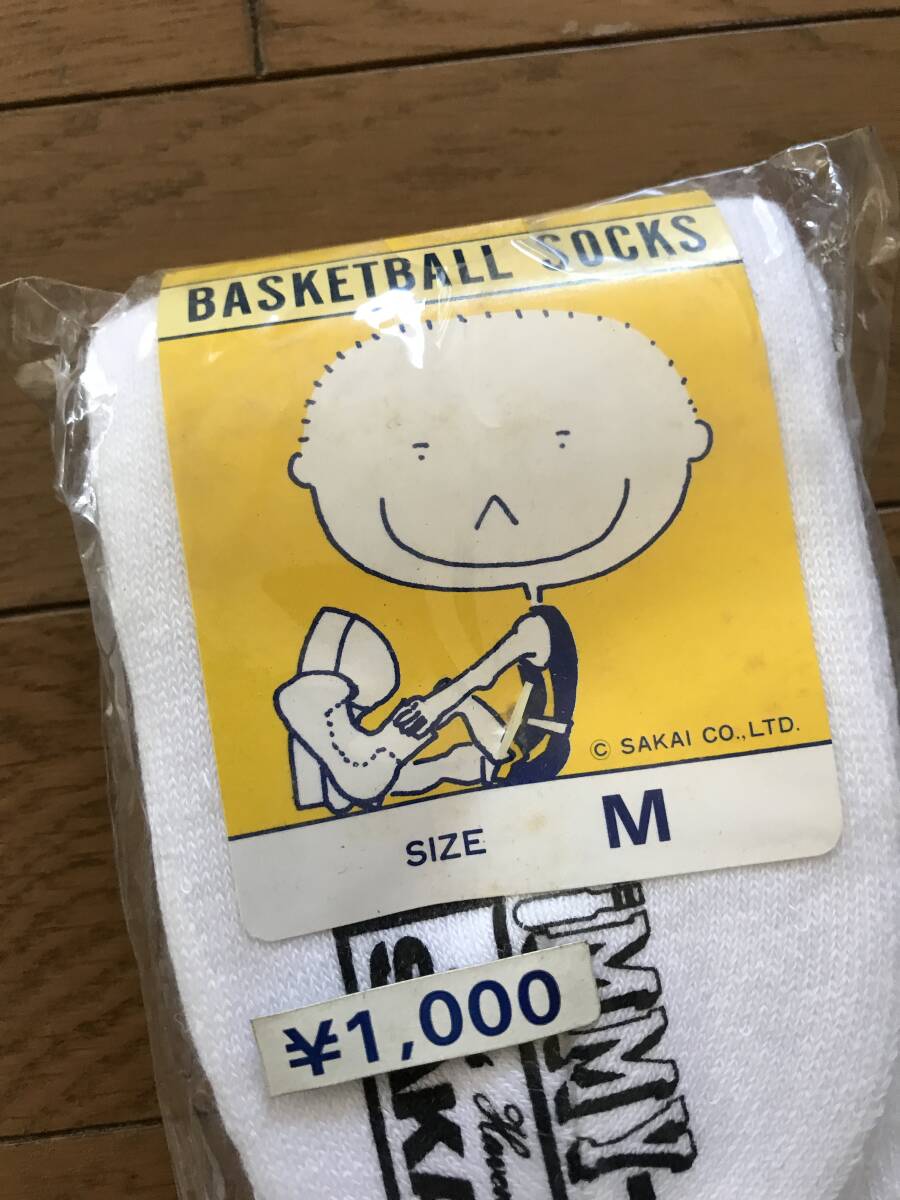 BASKETBALL SOCKS
© SAKAI CO., LTD.
SIZE M
¥1,000